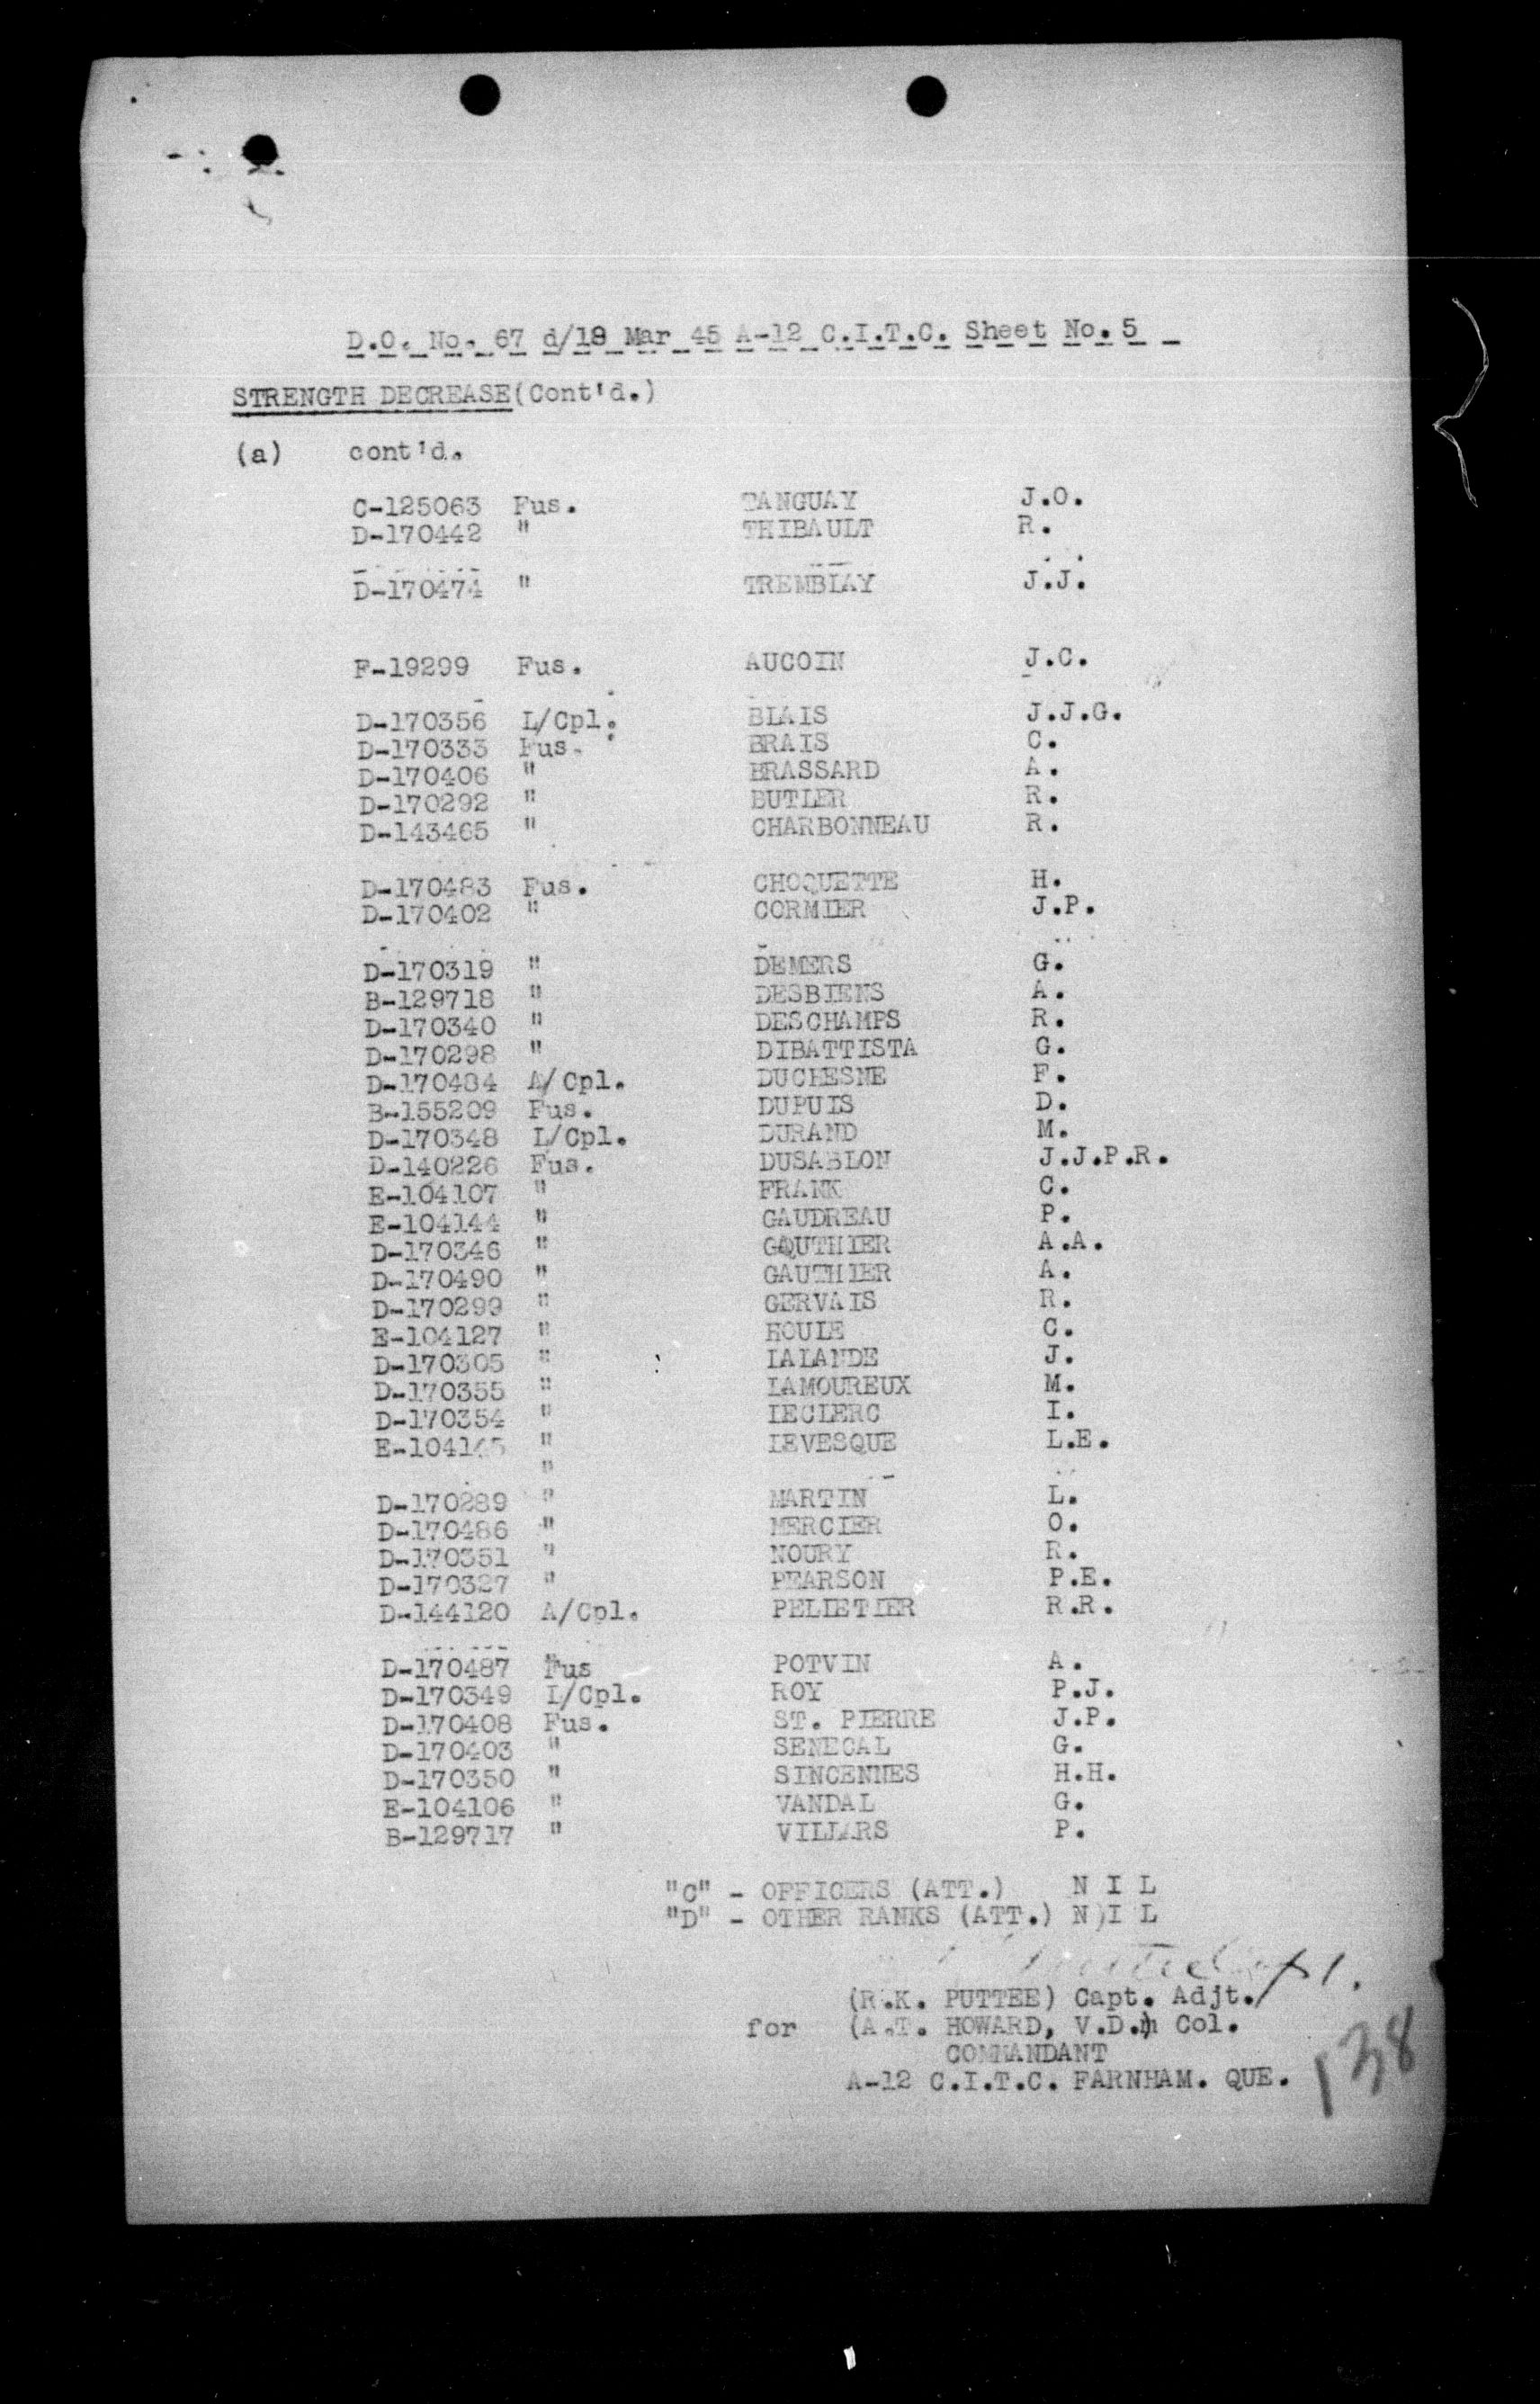 D.O. No. 67 d/19 Mar 45 A-12 C.I.T.C. Sheet No. 5
STRENGTH DECREASE(Cont'd.)
(a) cont'd.
C-125063 Fus. TANGUAY J.O.
D-170442 " THIBAULT R.
D-170474 " TREMBLAY J.J.
F-19299 Fus. AUCOIN J.C.
D-170356 L/Cpl. BLAIS J.J.G.
D-170333 Fus. BRAIS C.
D-170406 " BRASSARD A.
D-170292 " BUTLER R.
D-143465 " CHARBONNEAU R.
D-170483 Fus. CHOQUETTE H.
D-170402 " CORMIER J.P.
D-170319 " DEMERS G.
B-129718 " DESBIENS A.
D-170340 " DESCHAMPS R.
D-170298 " DIBATTISTA G.
D-170484 A/Cpl. DUCHESNE F.
B-155209 Fus. DUPUIS D.
D-170348 L/Cpl. DURAND M.
D-140226 Fus. DUSABLON J.J.P.R.
E-104107 " FRANK C.
E-104144 " GAUDREAU P.
D-170346 " GAUTHIER A.A.
D-170490 " GAUTHIER A.
D-170299 " GERVAIS R.
E-104127 " HOULE C.
D-170305 " LALANDE J.
D-170355 " LAMOUREUX M.
D-170354 " LECLERC I.
E-104145 " LEVESQUE L.E.
"
D-170289 " MARTIN L.
D-170486 " MERCIER O.
D-170351 " NOURY R.
D-170327 " PEARSON P.E.
D-144120 A/Cpl. PELLETIER R.R.
D-170487 Fus POTVIN A.
D-170349 L/Cpl. ROY P.J.
D-170408 Fus. ST. PIERRE J.P.
D-170403 " SENECAL G.
D-170350 " SINCENNES H.H.
E-104106 " VANDAL G.
B-129717 " VILLARS P.
"C" - OFFICERS (ATT.) N I L
"D" - OTHER RANKS (ATT.) N I L
(R.K. PUTTEE) Capt. Adjt.
for (A.T. HOWARD, V.D.) Col.
COMMANDANT
A-12 C.I.T.C. FARNHAM. QUE.
138